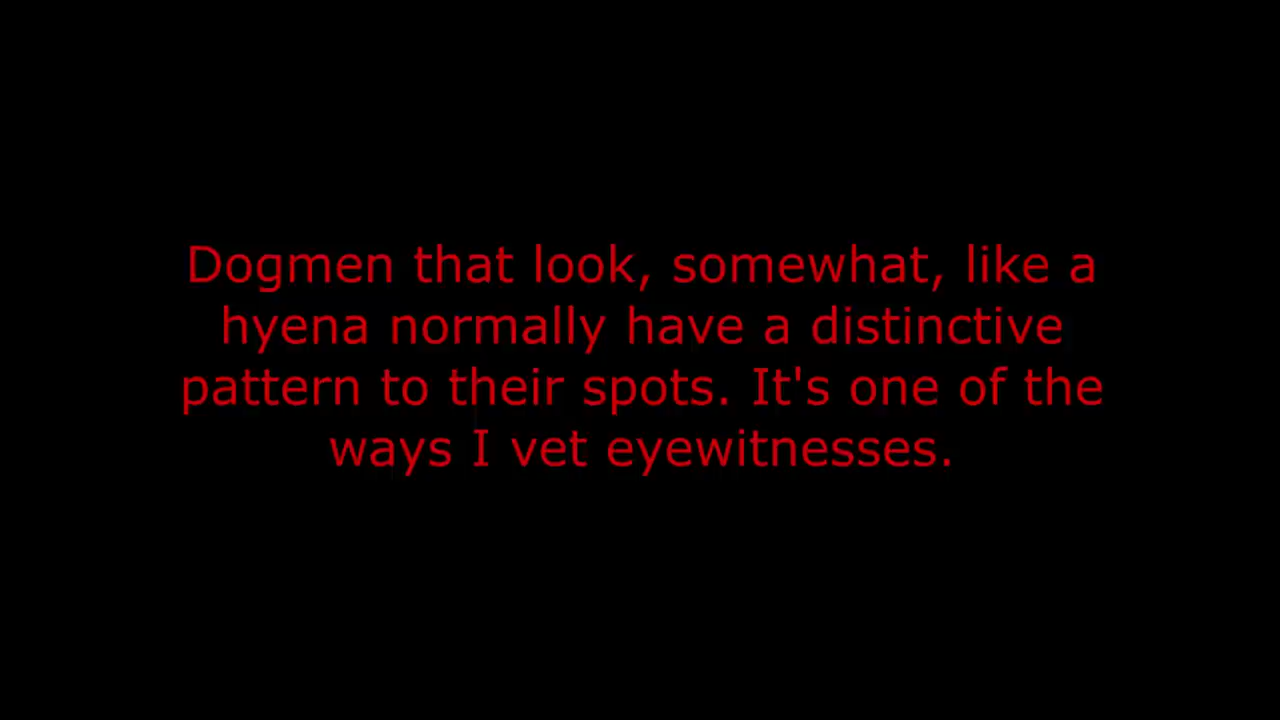 Dogmen that look, somewhat, like a
hyena normally have a distinctive
pattern to their spots. It's one of the
ways I vet eyewitnesses.